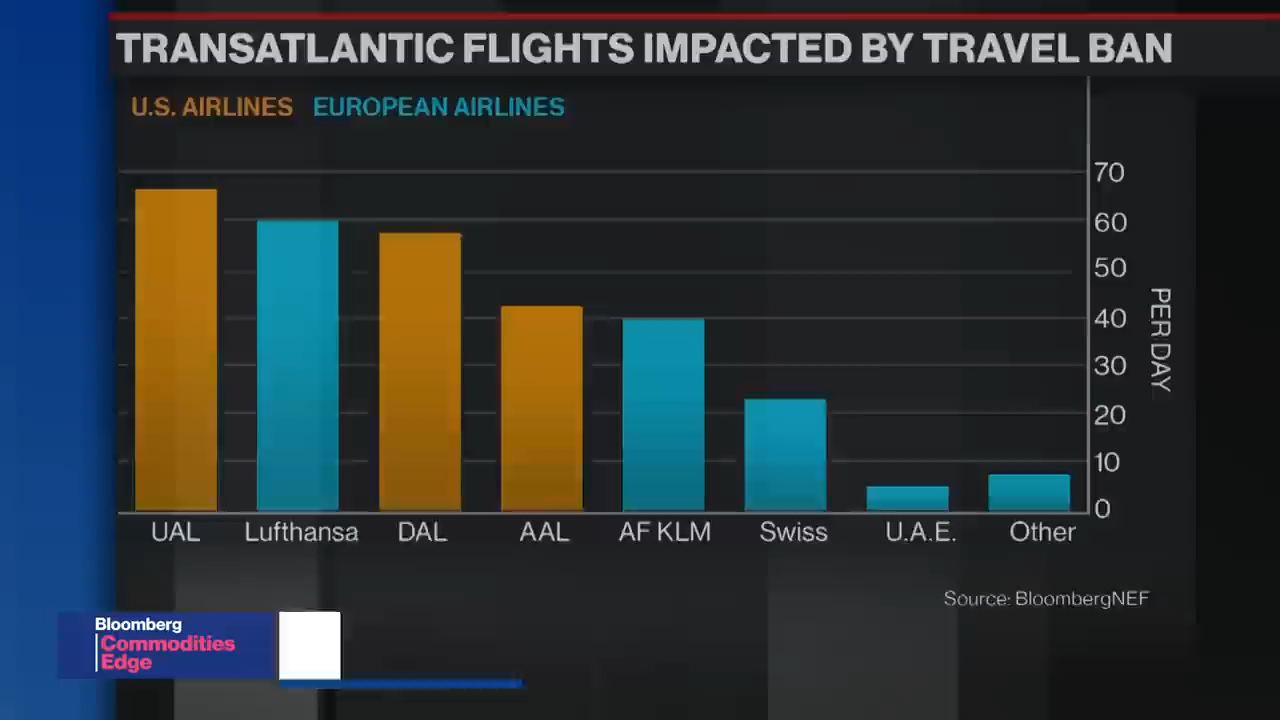 TRANSATLANTIC FLIGHTS IMPACTED BY TRAVEL BAN
U.S. AIRLINES EUROPEAN AIRLINES
70
60
50
40
30
20
10
0
PER DAY
UAL Lufthansa DAL AAL AF KLM Swiss U.A.E. Other
Source: BloombergNEF
Bloomberg
Commodities
Edge